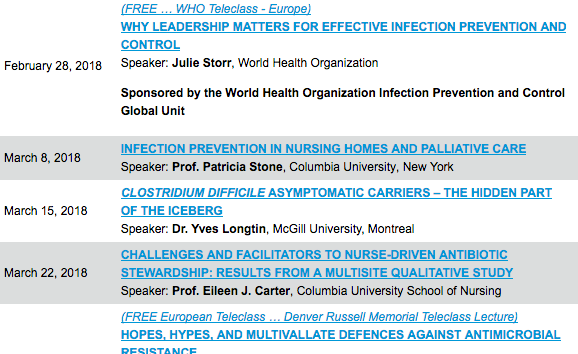 (FREE … WHO Teleclass - Europe)
WHY LEADERSHIP MATTERS FOR EFFECTIVE INFECTION PREVENTION AND
CONTROL
February 28, 2018
Speaker: Julie Storr, World Health Organization
Sponsored by the World Health Organization Infection Prevention and Control
Global Unit
March 8, 2018
INFECTION PREVENTION IN NURSING HOMES AND PALLIATIVE CARE
Speaker: Prof. Patricia Stone, Columbia University, New York
March 15, 2018
CLOSTRIDIUM DIFFICILE ASYMPTOMATIC CARRIERS – THE HIDDEN PART
OF THE ICEBERG
Speaker: Dr. Yves Longtin, McGill University, Montreal
March 22, 2018
CHALLENGES AND FACILITATORS TO NURSE-DRIVEN ANTIBIOTIC
STEWARDSHIP: RESULTS FROM A MULTISITE QUALITATIVE STUDY
Speaker: Prof. Eileen J. Carter, Columbia University School of Nursing
(FREE European Teleclass … Denver Russell Memorial Teleclass Lecture)
HOPES, HYPES, AND MULTIVALLATE DEFENCES AGAINST ANTIMICROBIAL
RESISTANCE